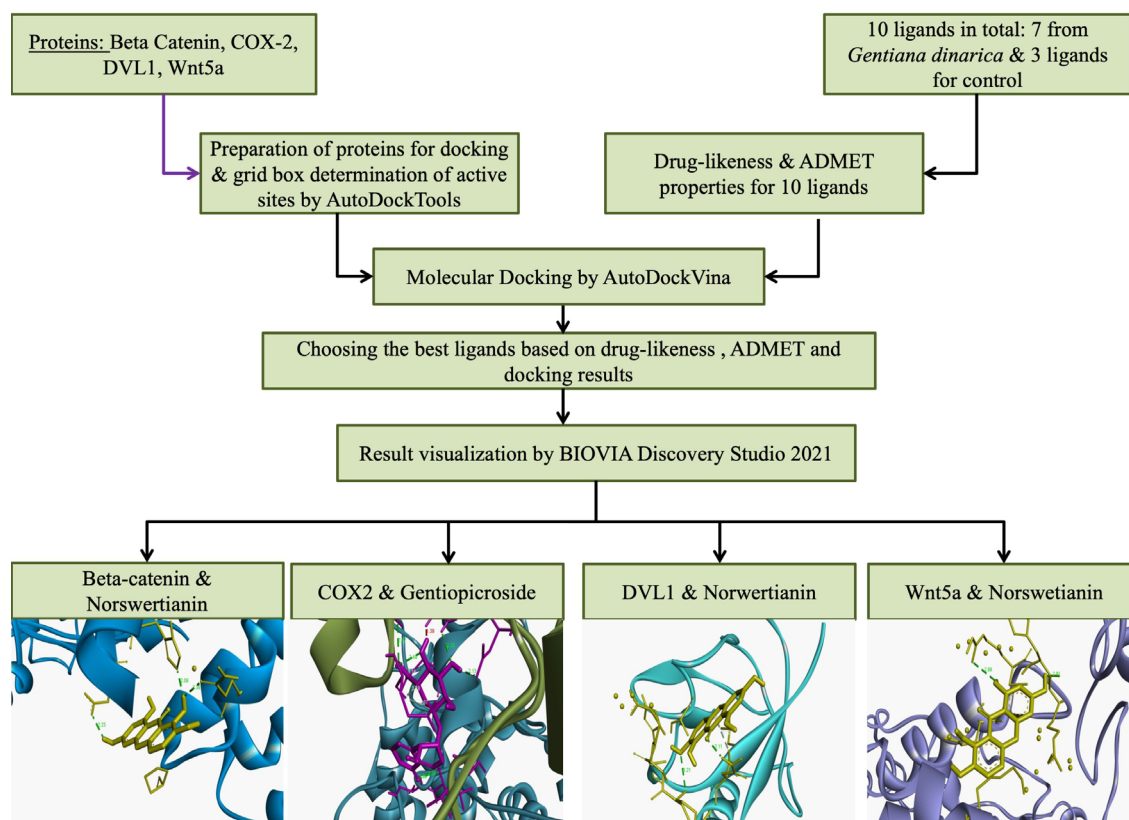 Proteins: Beta Catenin, COX-2,
DVL1, Wnt5a
10 ligands in total: 7 from
Gentiana dinarica & 3 ligands
for control
Preparation of proteins for docking
& grid box determination of active
sites by AutoDockTools
Drug-likeness & ADMET
properties for 10 ligands
Molecular Docking by AutoDockVina
Choosing the best ligands based on drug-likeness , ADMET and
docking results
Result visualization by BIOVIA Discovery Studio 2021
Beta-catenin &
Norswertianin
COX2 & Gentiopicroside
DVL1 & Norwertianin
Wnt5a & Norswetianin